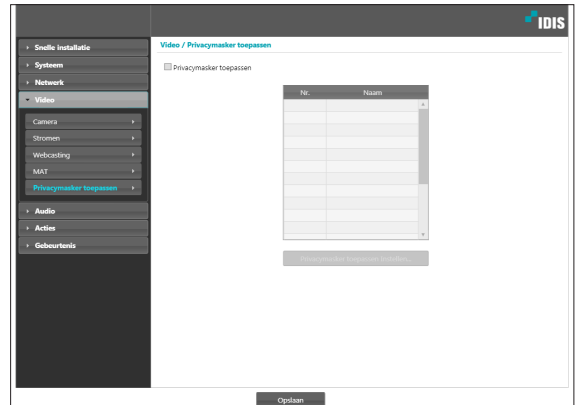 IDIS
Snelle installatie
Systeem
Netwerk
Video
Camera
Stromen
Webcasting
MAT
Privacymasker toepassen
Audio
Acties
Gebeurtenis
Video / Privacymasker toepassen
Privacymasker toepassen
Nr. Naam
Privacymasker toepassen Instellen...
Opslaan